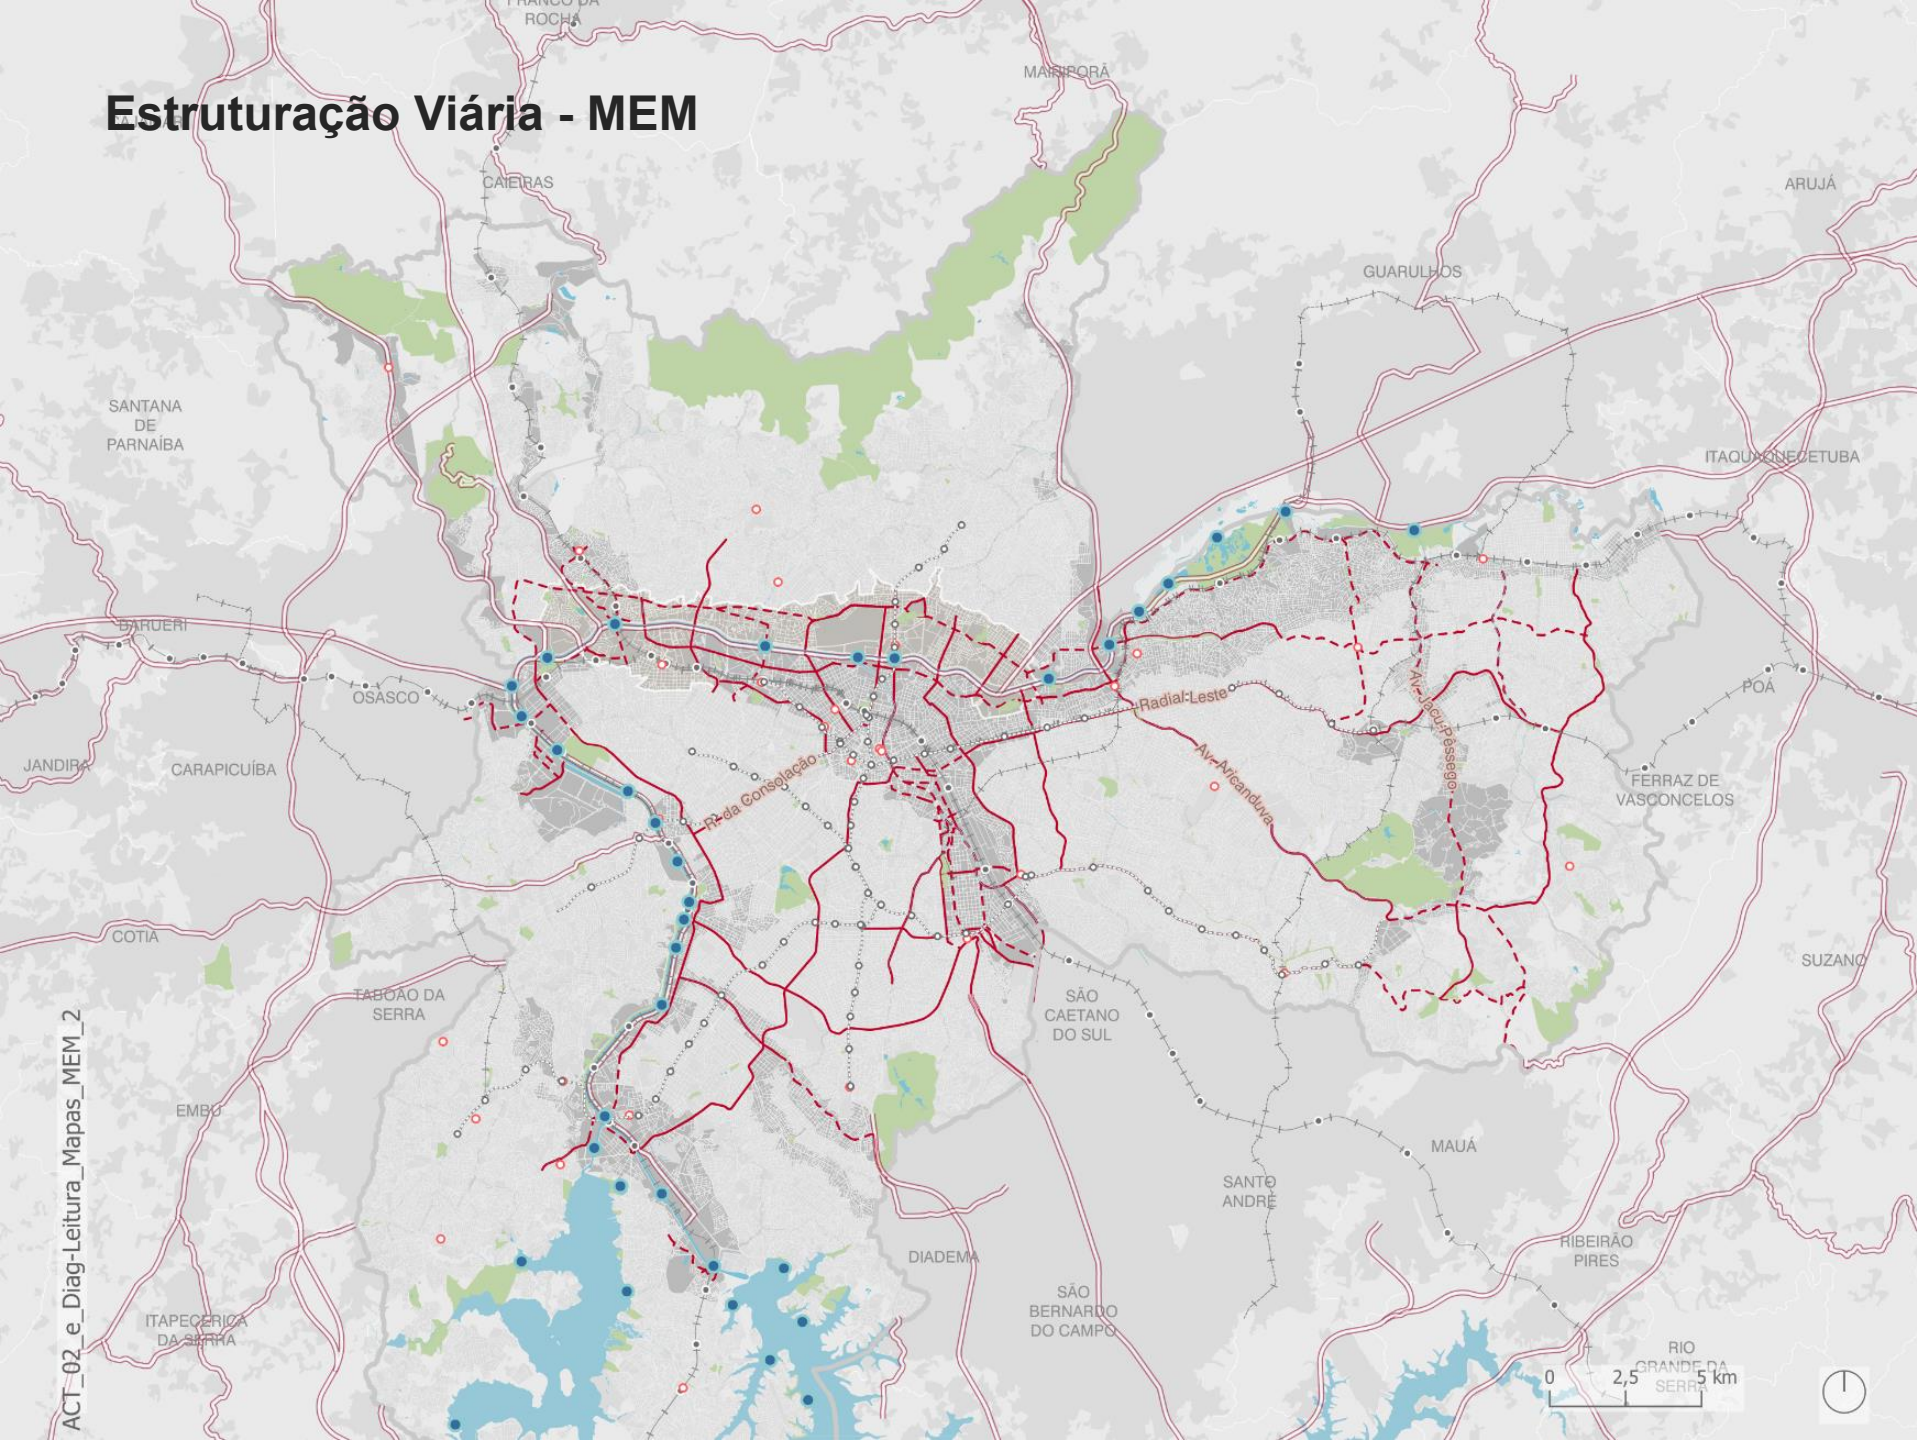 FRANCO DA
ROCHA
MAIRIPORÃ
Estruturação Viária - MEM
CAIEIRAS
ARUJÁ
GUARULHOS
SANTANA
DE
PARNAÍBA
ITAQUAQUECETUBA
BARUERI
OSASCO
POÁ
Radial Leste
Av. Jacu-Pêssego
JANDIRA
CARAPICUÍBA
R. da Consolação
Av. Aricanduva
FERRAZ DE
VASCONCELOS
COTIA
SUZANO
TABOÃO DA
SERRA
SÃO
CAETANO
DO SUL
EMBU
MAUÁ
SANTO
ANDRÉ
DIADEMA
RIBEIRÃO
PIRES
SÃO
BERNARDO
DO CAMPO
ITAPECERICA
DA SERRA
RIO
GRANDE DA
SERRA
0 2,5 5 km
ACT_02_e_Diag-Leitura_Mapas_MEM_2